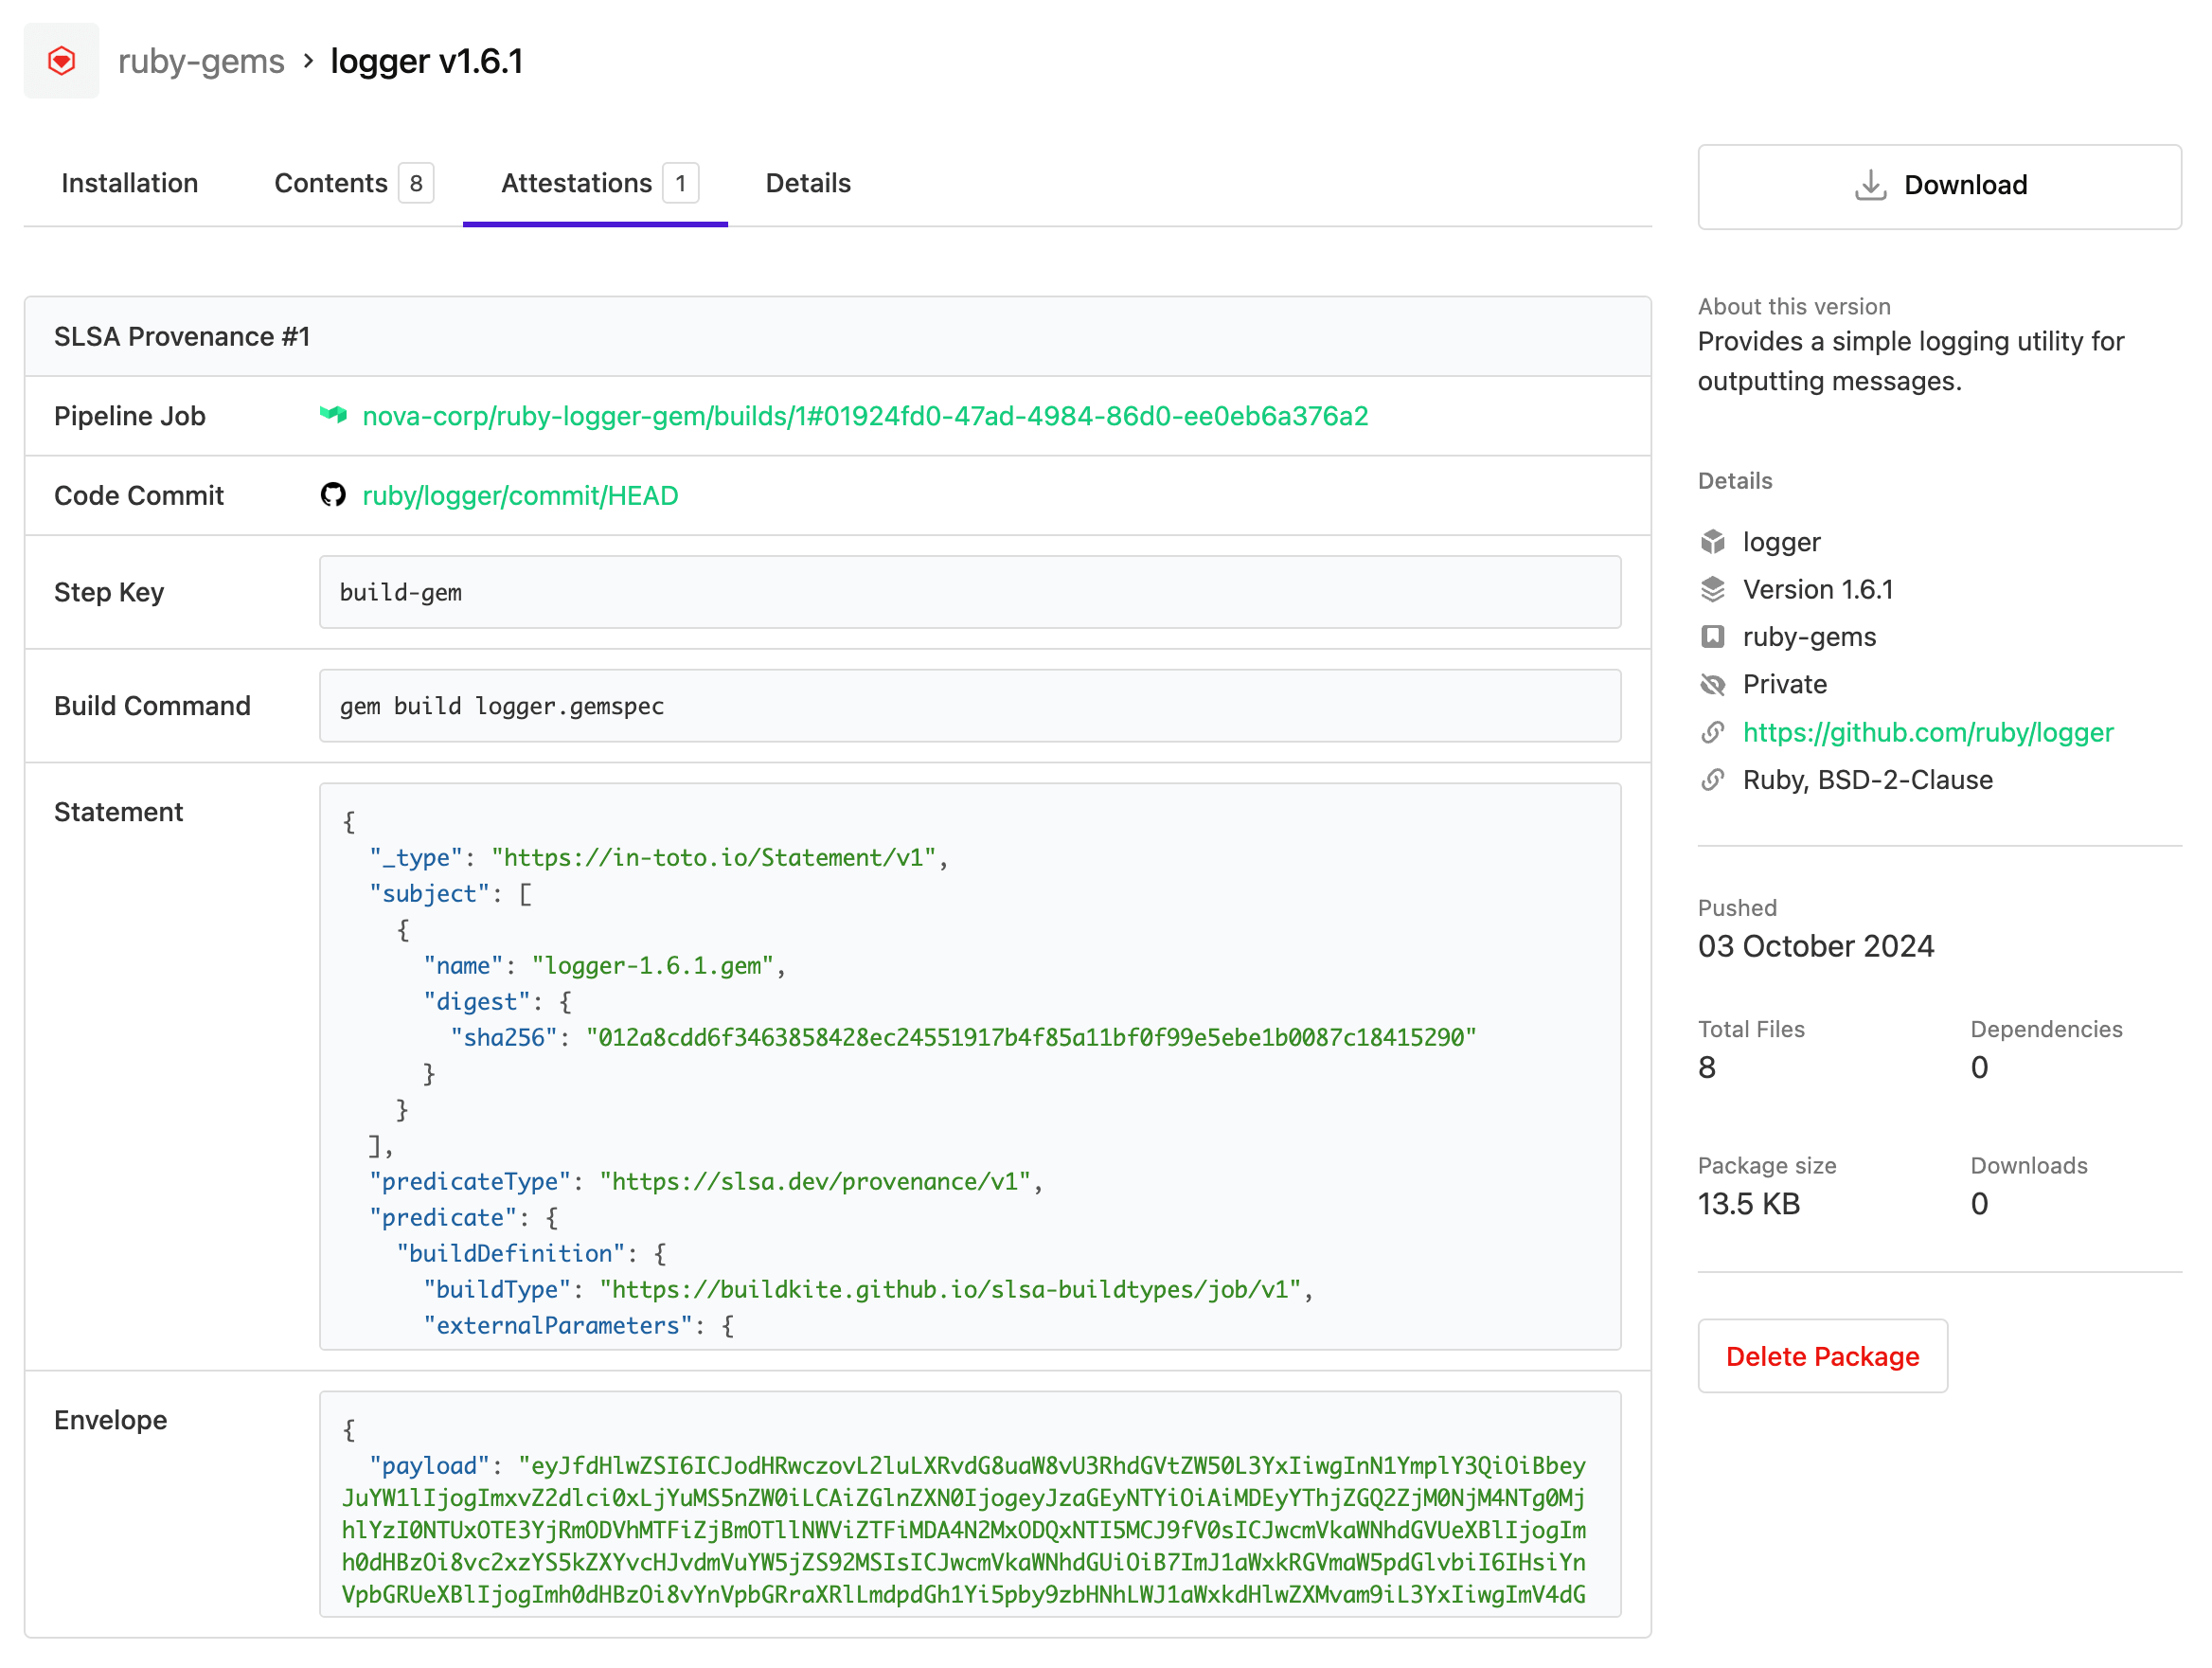 ruby-gems › logger v1.6.1
Installation
Contents 8
Attestations 1
Details
Download
SLSA Provenance #1
Pipeline Job
nova-corp/ruby-logger-gem/builds/1#01924fd0-47ad-4984-86d0-ee0eb6a376a2
Code Commit
ruby/logger/commit/HEAD
Step Key
build-gem
Build Command
gem build logger.gemspec
Statement
{
  "_type": "https://in-toto.io/Statement/v1",
  "subject": [
    {
      "name": "logger-1.6.1.gem",
      "digest": {
        "sha256": "012a8cdd6f3463858428ec24551917b4f85a11bf0f99e5ebe1b0087c18415290"
      }
    }
  ],
  "predicateType": "https://slsa.dev/provenance/v1",
  "predicate": {
    "buildDefinition": {
      "buildType": "https://buildkite.github.io/slsa-buildtypes/job/v1",
      "externalParameters": {
Envelope
{
  "payload": "eyJfdHlwZSI6ICJodHRwczovL2luLXRvdG8uaW8vU3RhdGVtZW50L3YxIiwgInN1YmplY3QiOiBbey
JuYW1lIjogImxvZ2dlci0xLjYuMS5nZW0iLCAiZGlnZXN0IjogeyJzaGEyNTYiOiAiMDEyYThjZGQ2ZjM0NjM4NTg0Mj
hlYzI0NTUxOTE3YjRmODVhMTFiZjBmOTllNWViZTFiMDA4N2MxODQxNTI5MCJ9fV0sICJwcmVkaWNhdGVUeXBlIjogIm
h0dHBzOi8vc2xzYS5kZXYvcHJvdmVuYW5jZS92MSIsICJwcmVkaWNhdGUiOiB7ImJ1aWxkRGVmaW5pdGlvbiI6IHsiYn
VpbGRUeXBlIjogImh0dHBzOi8vYnVpbGRraXRlLmdpdGh1Yi5pby9zbHNhLWJ1aWxkdHlwZXMvam9iL3YxIiwgImV4dG
About this version
Provides a simple logging utility for
outputting messages.
Details
logger
Version 1.6.1
ruby-gems
Private
https://github.com/ruby/logger
Ruby, BSD-2-Clause
Pushed
03 October 2024
Total Files
8
Dependencies
0
Package size
13.5 KB
Downloads
0
Delete Package